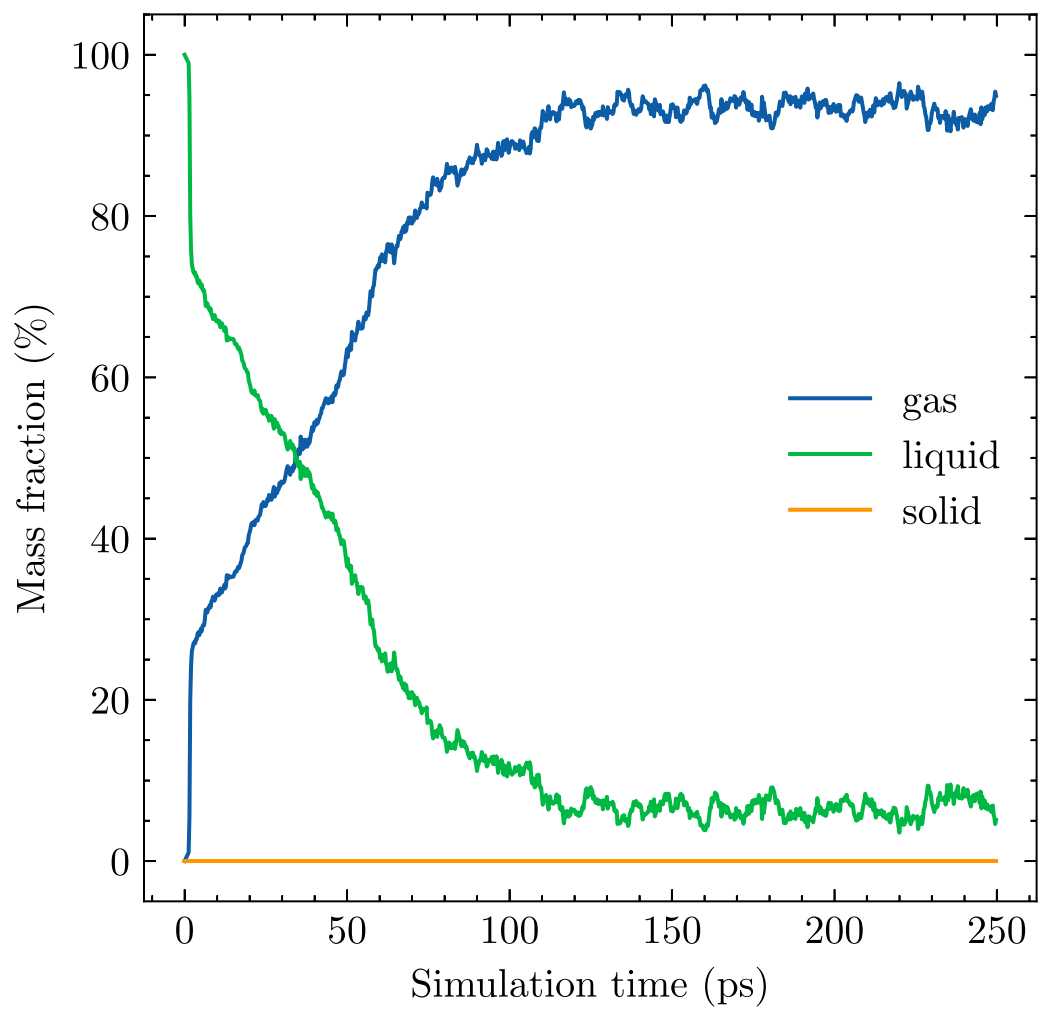 100
80
60
40
20
0
Mass fraction (%)
gas
liquid
solid
0 50 100 150 200 250
Simulation time (ps)